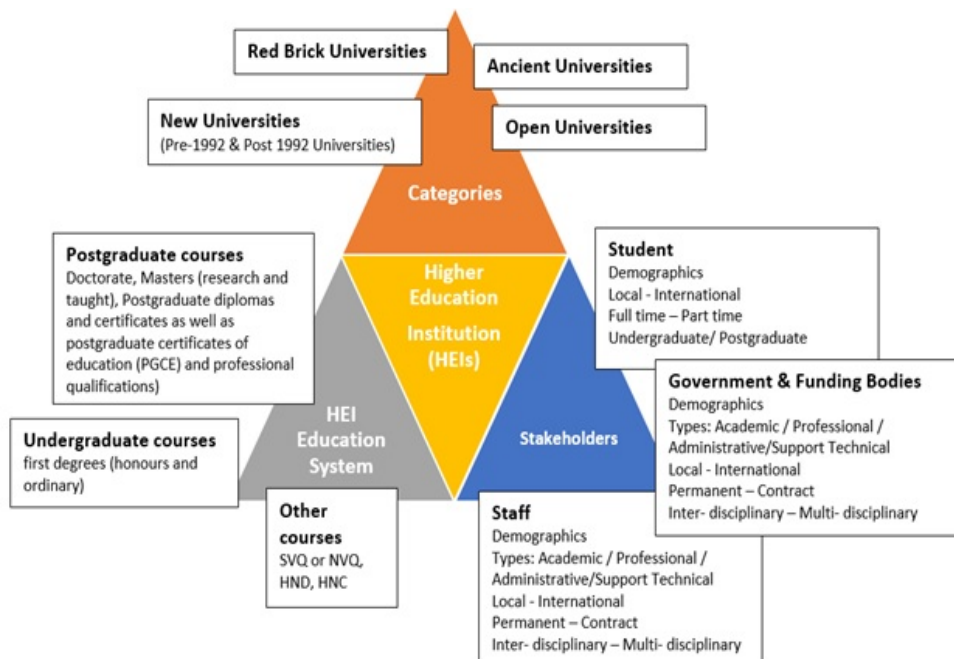 Red Brick Universities
Ancient Universities
New Universities
(Pre-1992 & Post 1992 Universities)
Open Universities
Categories
Postgraduate courses
Doctorate, Masters (research and
taught), Postgraduate diplomas
and certificates as well as
postgraduate certificates of
education (PGCE) and professional
qualifications)
Higher
Education
Institution
(HEIs)
Student
Demographics
Local - International
Full time – Part time
Undergraduate/ Postgraduate
Government & Funding Bodies
Demographics
Types: Academic / Professional /
Administrative/Support Technical
Local - International
Permanent – Contract
Inter- disciplinary – Multi- disciplinary
Undergraduate courses
first degrees (honours and
ordinary)
HEI
Education
System
Stakeholders
Other
courses
SVQ or NVQ,
HND, HNC
Staff
Demographics
Types: Academic / Professional /
Administrative/Support Technical
Local - International
Permanent – Contract
Inter- disciplinary – Multi- disciplinary